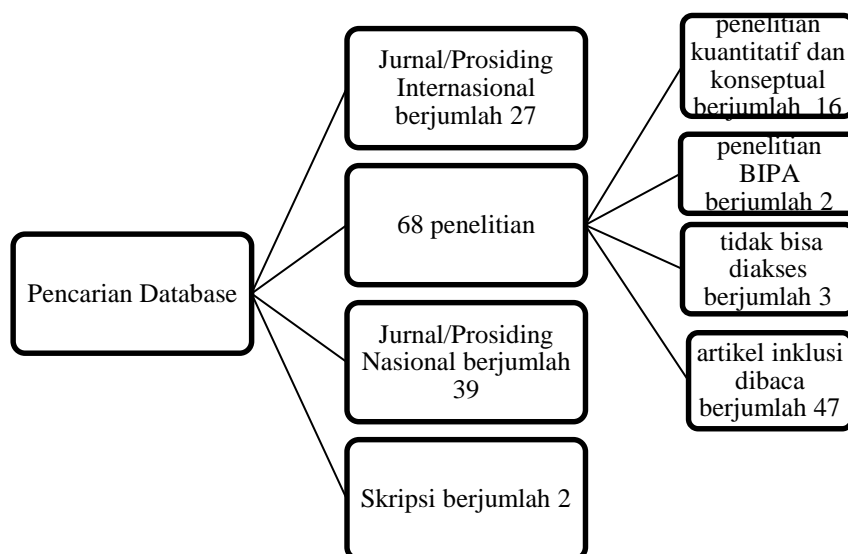 Pencarian Database
Jurnal/Prosiding
Internasional
berjumlah 27
68 penelitian
Jurnal/Prosiding
Nasional berjumlah
39
Skripsi berjumlah 2
penelitian
kuantitatif dan
konseptual
berjumlah 16
penelitian
BIPA
berjumlah 2
tidak bisa
diakses
berjumlah 3
artikel inklusi
dibaca
berjumlah 47